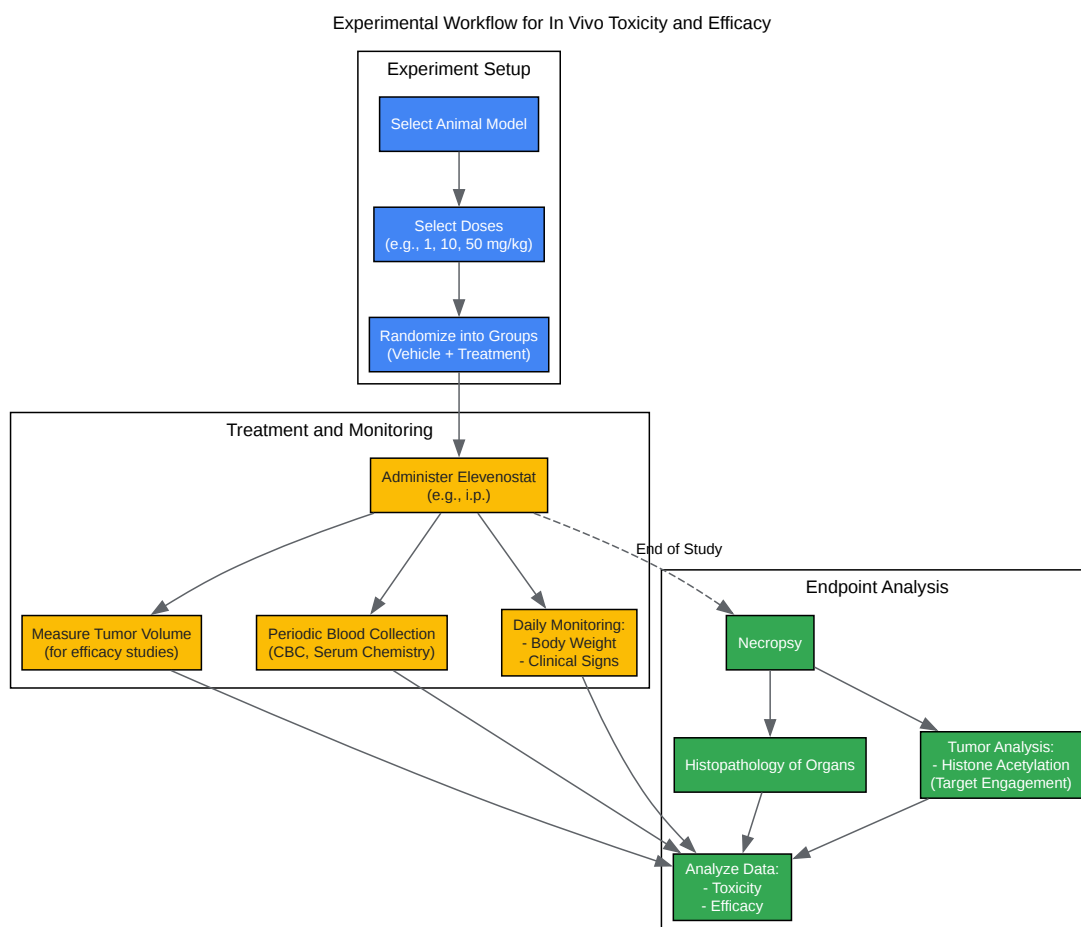 Experimental Workflow for In Vivo Toxicity and Efficacy
Experiment Setup
Select Animal Model
Select Doses
(e.g., 1, 10, 50 mg/kg)
Randomize into Groups
(Vehicle + Treatment)
Treatment and Monitoring
Administer Elevenostat
(e.g., i.p.)
End of Study
Measure Tumor Volume
(for efficacy studies)
Periodic Blood Collection
(CBC, Serum Chemistry)
Daily Monitoring:
- Body Weight
- Clinical Signs
Endpoint Analysis
Necropsy
Histopathology of Organs
Tumor Analysis:
- Histone Acetylation
(Target Engagement)
Analyze Data:
- Toxicity
- Efficacy